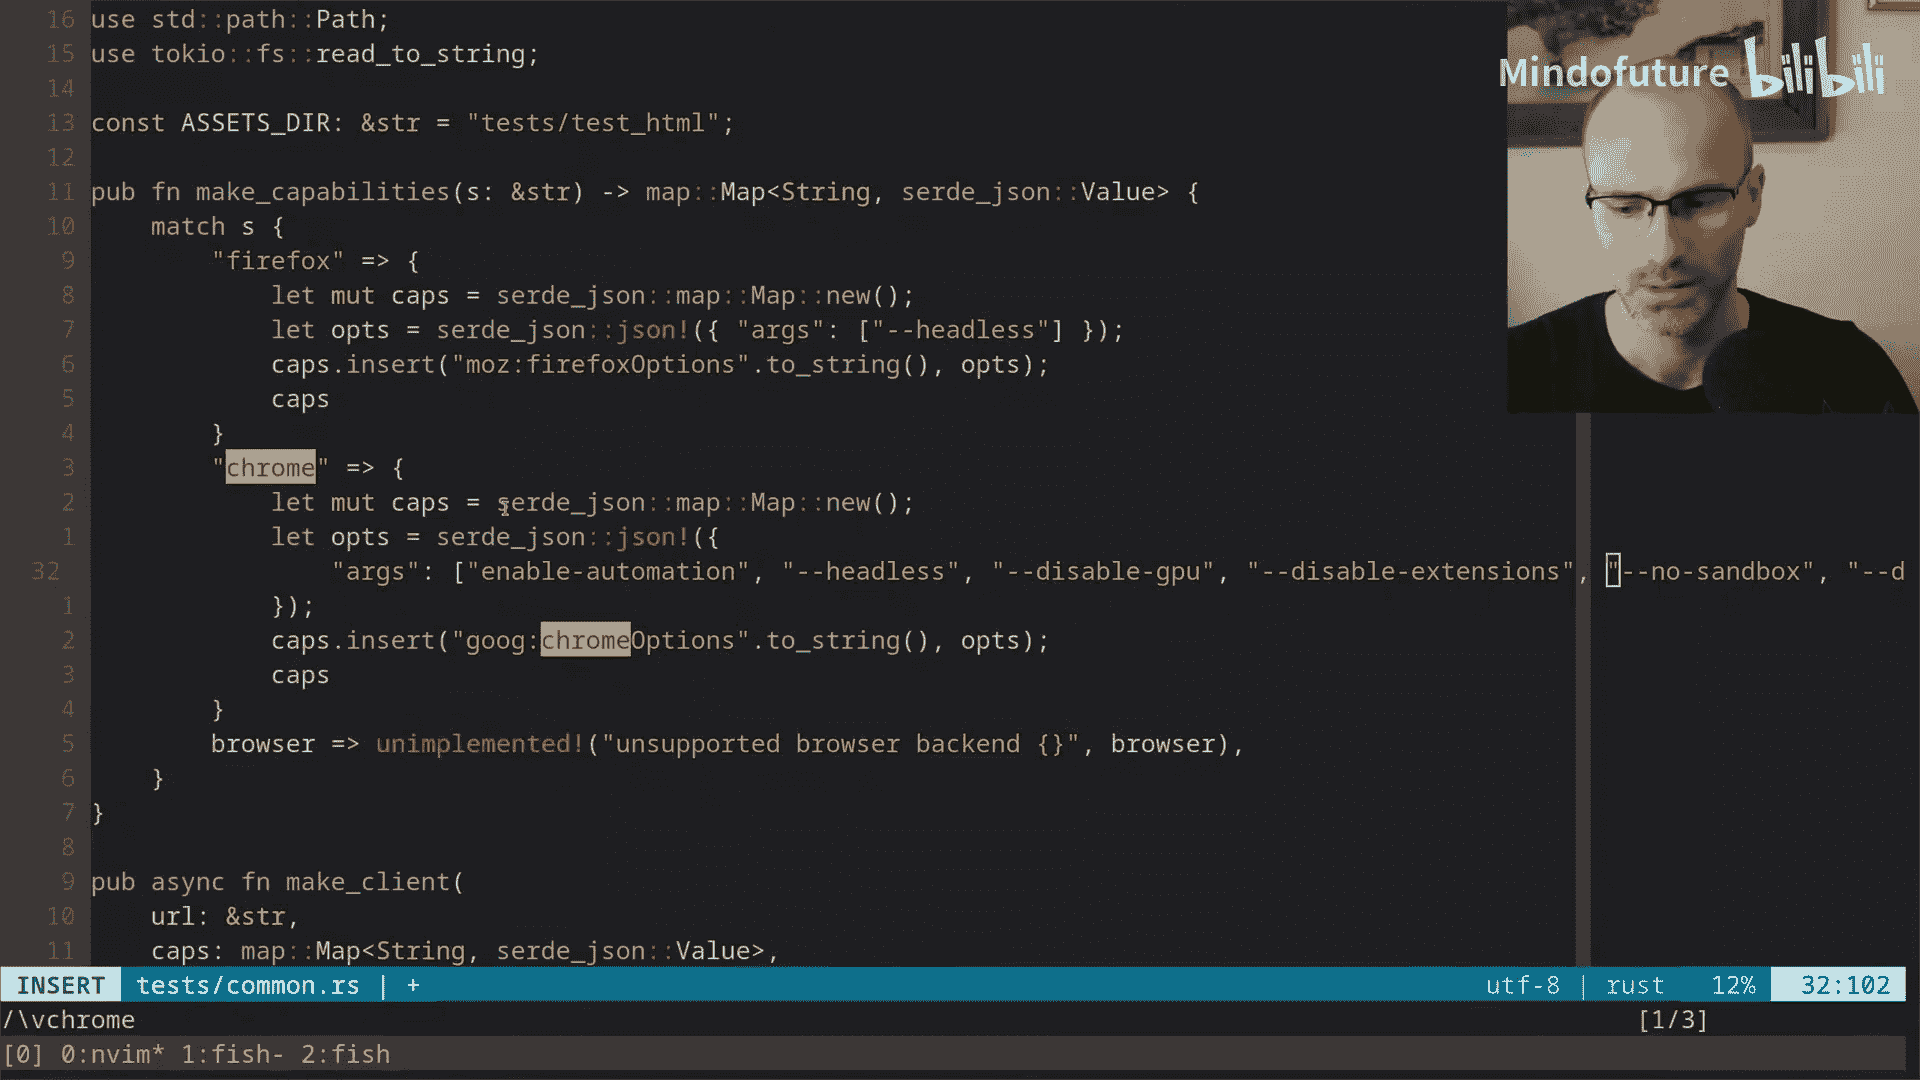 16 use std::path::Path;
15 use tokio::fs::read_to_string;
14
13 const ASSETS_DIR: &str = "tests/test_html";
12
11 pub fn make_capabilities(s: &str) -> map::Map<String, serde_json::Value> {
10     match s {
9         "firefox" => {
8             let mut caps = serde_json::map::Map::new();
7             let opts = serde_json::json!({ "args": ["--headless"] });
6             caps.insert("moz:firefoxOptions".to_string(), opts);
5             caps
4         }
3         "chrome" => {
2             let mut caps = serde_json::map::Map::new();
1             let opts = serde_json::json!({
32                 "args": ["enable-automation", "--headless", "--disable-gpu", "--disable-extensions", "--no-sandbox", "--d
1             });
2             caps.insert("goog:chromeOptions".to_string(), opts);
3             caps
4         }
5         browser => unimplemented!("unsupported browser backend {}", browser),
6     }
7 }
8
9 pub async fn make_client(
10     url: &str,
11     caps: map::Map<String, serde_json::Value>,
INSERT tests/common.rs | + utf-8 | rust 12% 32:102
/\vchrome [1/3]
[0] 0:nvim* 1:fish- 2:fish
Mindofuture bilibili